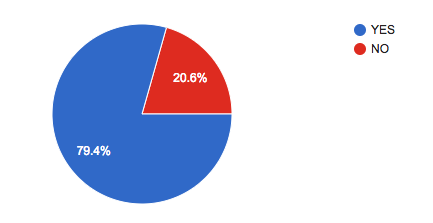 YES
NO
20.6%
79.4%